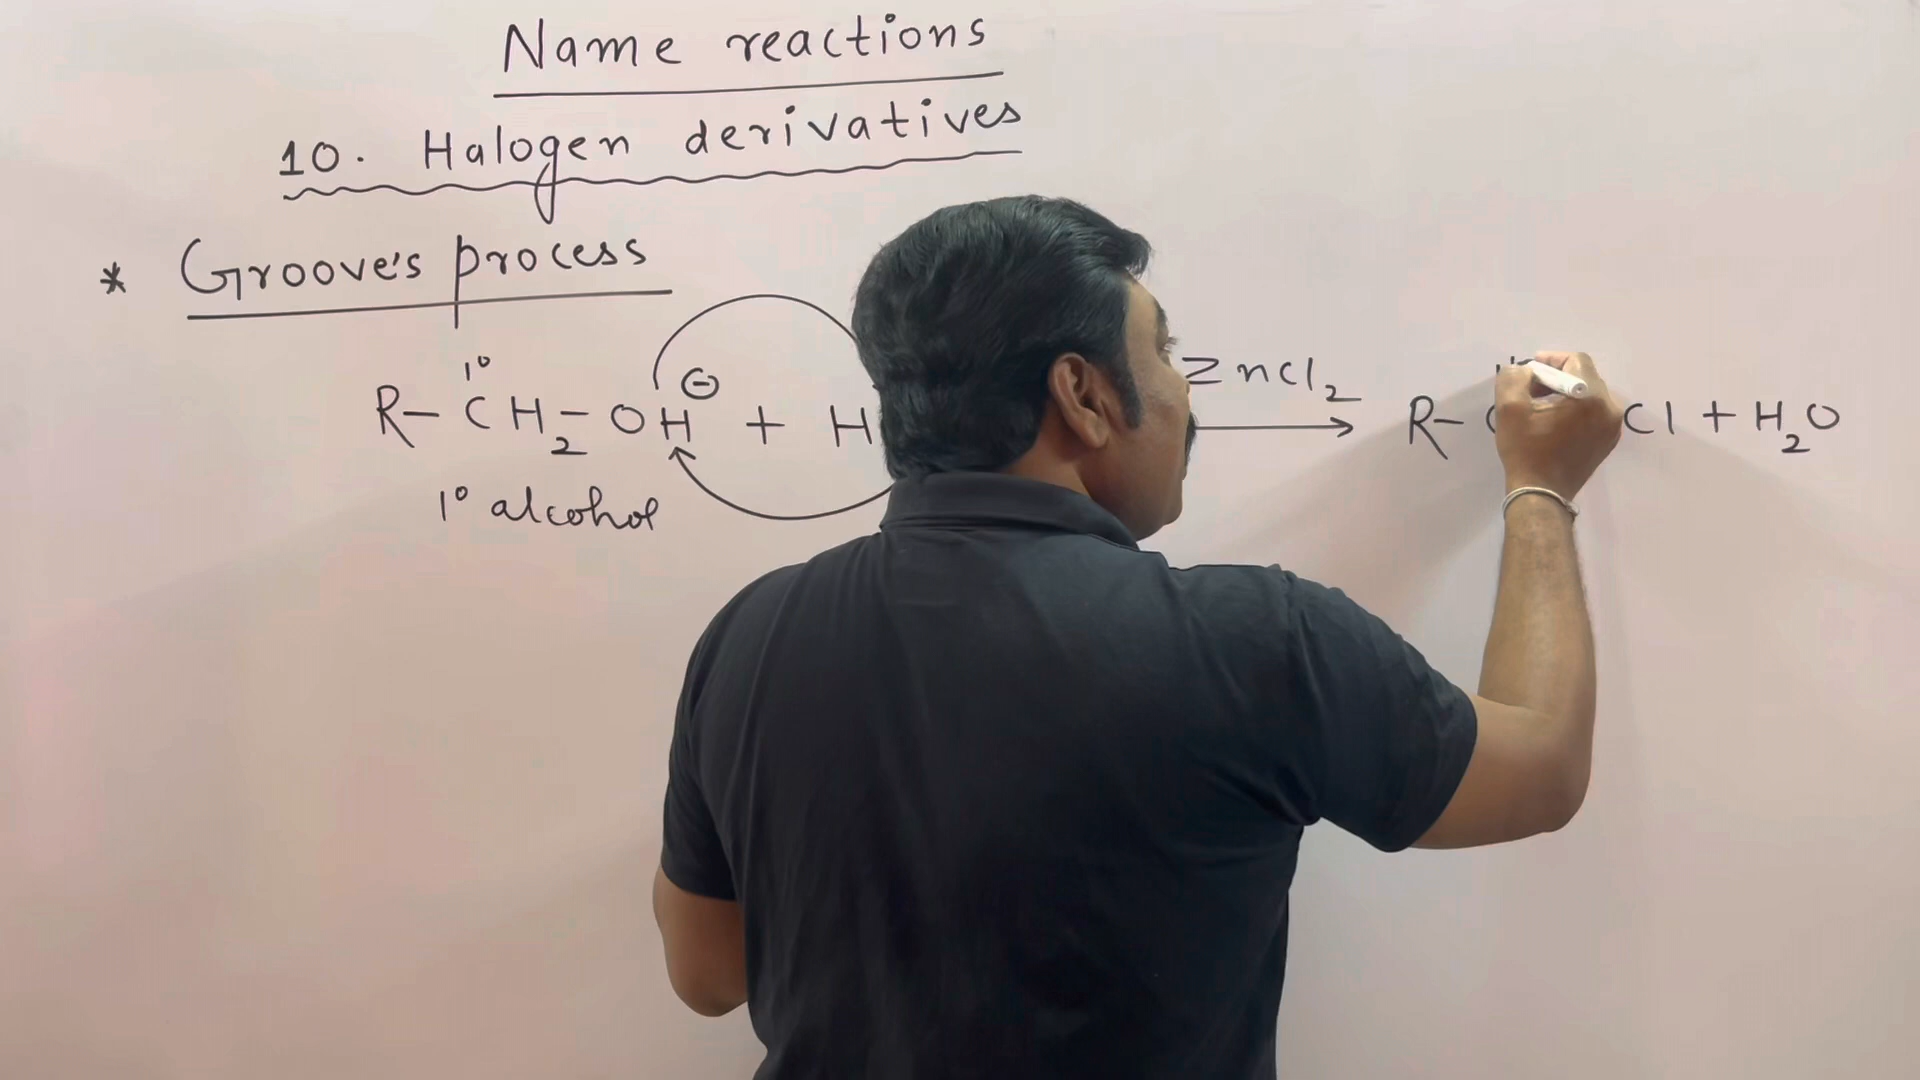 Name reactions
10. Halogen derivatives
* Groove's process
1°
R-CH₂-OH ⊖ + H ZnCl₂ → R- Cl + H₂O
1° alcohol